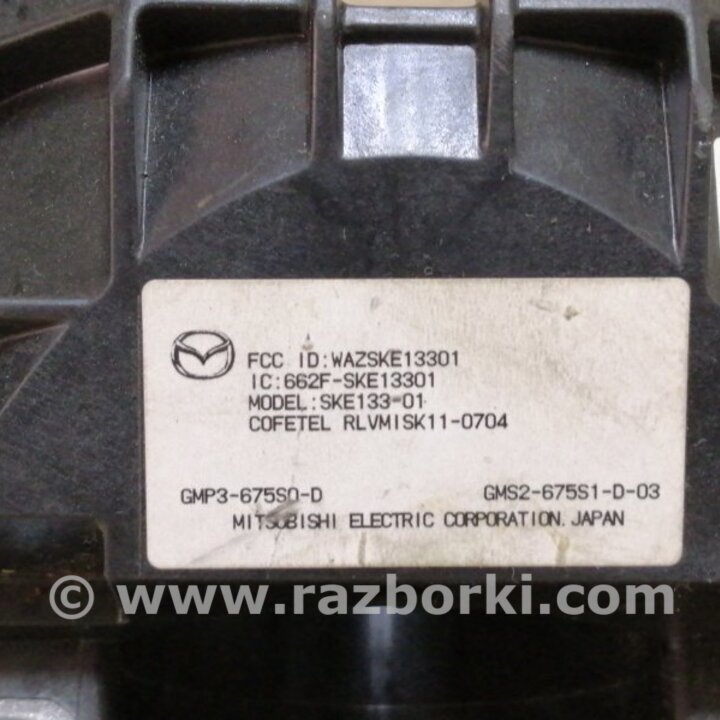 FCC ID:WAZSKE13301
IC:662F-SKE13301
MODEL:SKE133-01
COFETEL RLVMISK11-0704
GMP3-675S0-D GMS2-675S1-D-03
MITSUBISHI ELECTRIC CORPORATION. JAPAN
© www.razborki.com